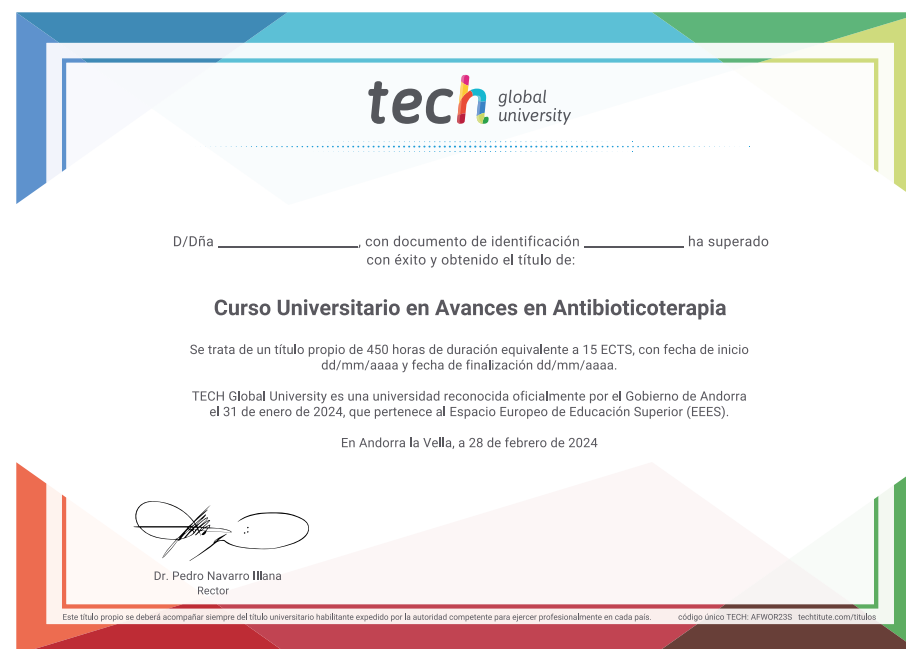 tech global university
D/Dña ____________, con documento de identificación ____________ ha superado
con éxito y obtenido el título de:
Curso Universitario en Avances en Antibioticoterapia
Se trata de un título propio de 450 horas de duración equivalente a 15 ECTS, con fecha de inicio
dd/mm/aaaa y fecha de finalización dd/mm/aaaa.
TECH Global University es una universidad reconocida oficialmente por el Gobierno de Andorra
el 31 de enero de 2024, que pertenece al Espacio Europeo de Educación Superior (EEES).
En Andorra la Vella, a 28 de febrero de 2024
Dr. Pedro Navarro Illana
Rector
Este título propio se deberá acompañar siempre del título universitario habilitante expedido por la autoridad competente para ejercer profesionalmente en cada país. código único TECH: AFWOR23S techtitute.com/titulos